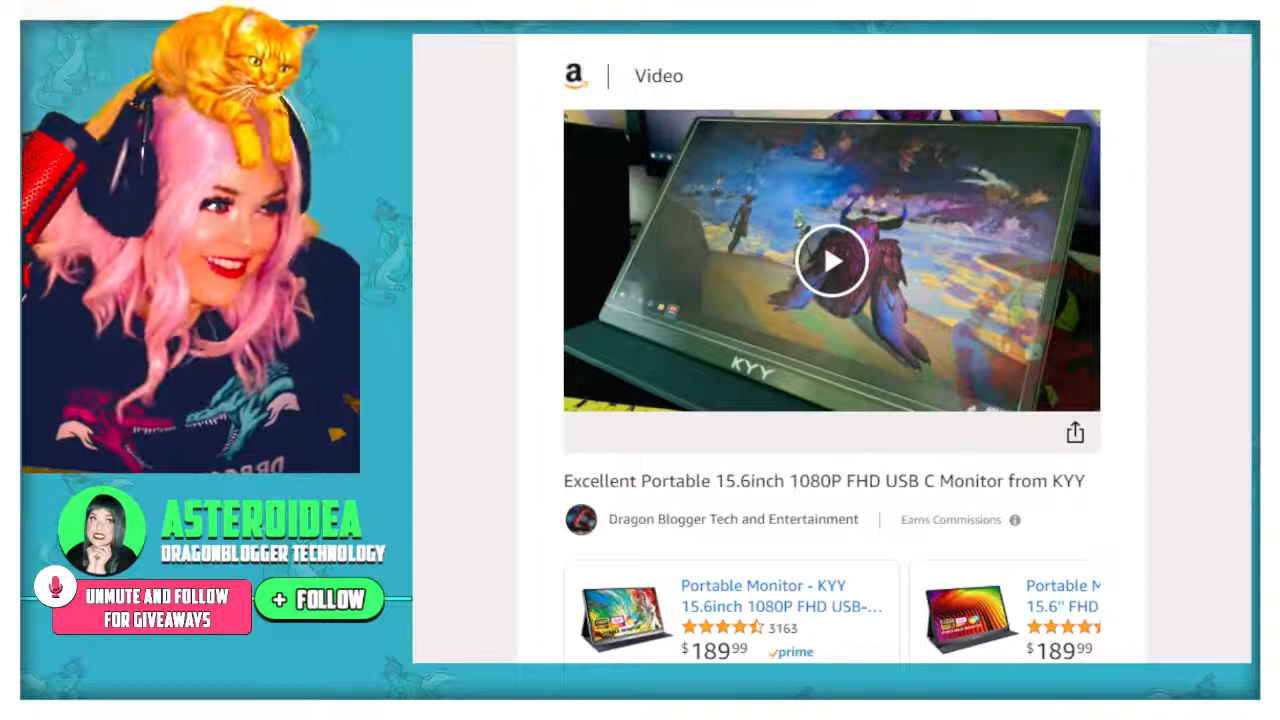 a | Video
KYY
Excellent Portable 15.6inch 1080P FHD USB C Monitor from KYY
Dragon Blogger Tech and Entertainment | Earns Commissions
Portable Monitor - KYY
15.6inch 1080P FHD USB-...
3163
$189.99 prime
Portable M
15.6" FHD
$189.99
ASTEROIDEA
DRAGONBLOGGER TECHNOLOGY
UNMUTE AND FOLLOW
FOR GIVEAWAYS
+ FOLLOW